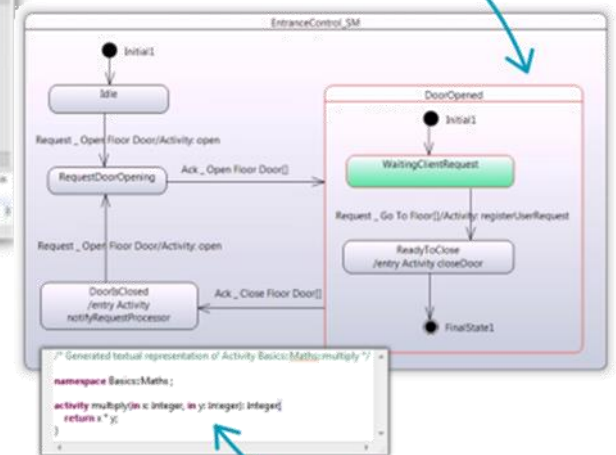 EntranceControl_SM
Initial1
Idle
Request _ Open Floor Door/Activity: open
RequestDoorOpening
Ack _ Open Floor Door[]
Request _ Open Floor Door/Activity: open
DoorIsClosed
/entry Activity
notifyRequestProcessor
Ack _ Close Floor Door[]
DoorOpened
Initial1
WaitingClientRequest
Request _ Go To Floor[]/Activity: registerUserRequest
ReadyToClose
/entry Activity closeDoor
FinalState1
/* Generated textual representation of Activity Basics::Maths::multiply */
namespace Basics::Maths ;
activity multiply(in x: Integer, in y: Integer): Integer{
return x * y;
}